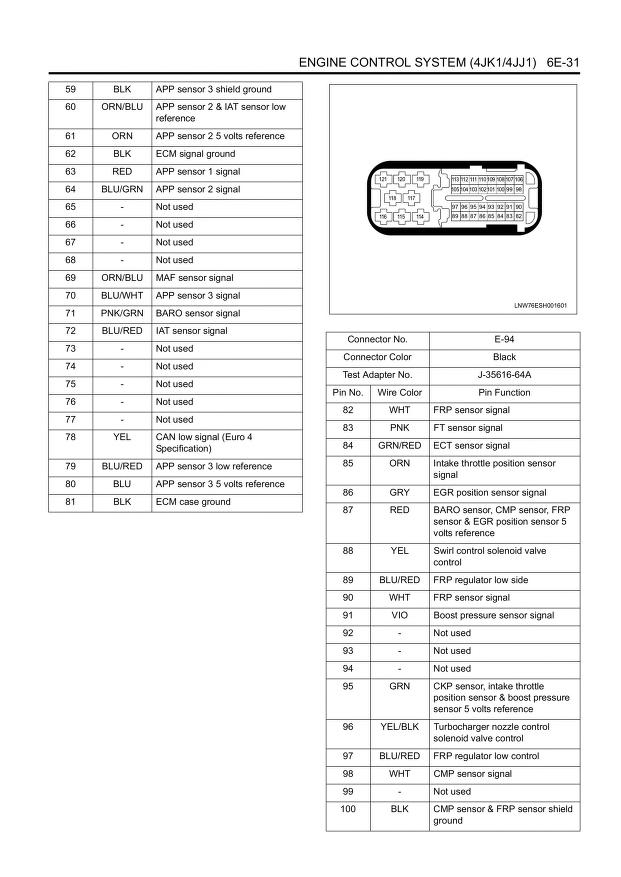 ENGINE CONTROL SYSTEM (4JK1/4JJ1) 6E-31
59 BLK APP sensor 3 shield ground
60 ORN/BLU APP sensor 2 & IAT sensor low
reference
61 ORN APP sensor 2 5 volts reference
62 BLK ECM signal ground
63 RED APP sensor 1 signal
64 BLU/GRN APP sensor 2 signal
65 - Not used
66 - Not used
67 - Not used
68 - Not used
69 ORN/BLU MAF sensor signal
70 BLU/WHT APP sensor 3 signal
71 PNK/GRN BARO sensor signal
72 BLU/RED IAT sensor signal
73 - Not used
74 - Not used
75 - Not used
76 - Not used
77 - Not used
78 YEL CAN low signal (Euro 4
Specification)
79 BLU/RED APP sensor 3 low reference
80 BLU APP sensor 3 5 volts reference
81 BLK ECM case ground
121 120 119 113 112 111 110 109 108 107 106
105 104 103 102 101 100 99 98
118 117
97 96 95 94 93 92 91 90
116 115 114 89 88 87 86 85 84 83 82
LNW76ESH001601
Connector No. E-94
Connector Color Black
Test Adapter No. J-35616-64A
Pin No. Wire Color Pin Function
82 WHT FRP sensor signal
83 PNK FT sensor signal
84 GRN/RED ECT sensor signal
85 ORN Intake throttle position sensor
signal
86 GRY EGR position sensor signal
87 RED BARO sensor, CMP sensor, FRP
sensor & EGR position sensor 5
volts reference
88 YEL Swirl control solenoid valve
control
89 BLU/RED FRP regulator low side
90 WHT FRP sensor signal
91 VIO Boost pressure sensor signal
92 - Not used
93 - Not used
94 - Not used
95 GRN CKP sensor, intake throttle
position sensor & boost pressure
sensor 5 volts reference
96 YEL/BLK Turbocharger nozzle control
solenoid valve control
97 BLU/RED FRP regulator low control
98 WHT CMP sensor signal
99 - Not used
100 BLK CMP sensor & FRP sensor shield
ground